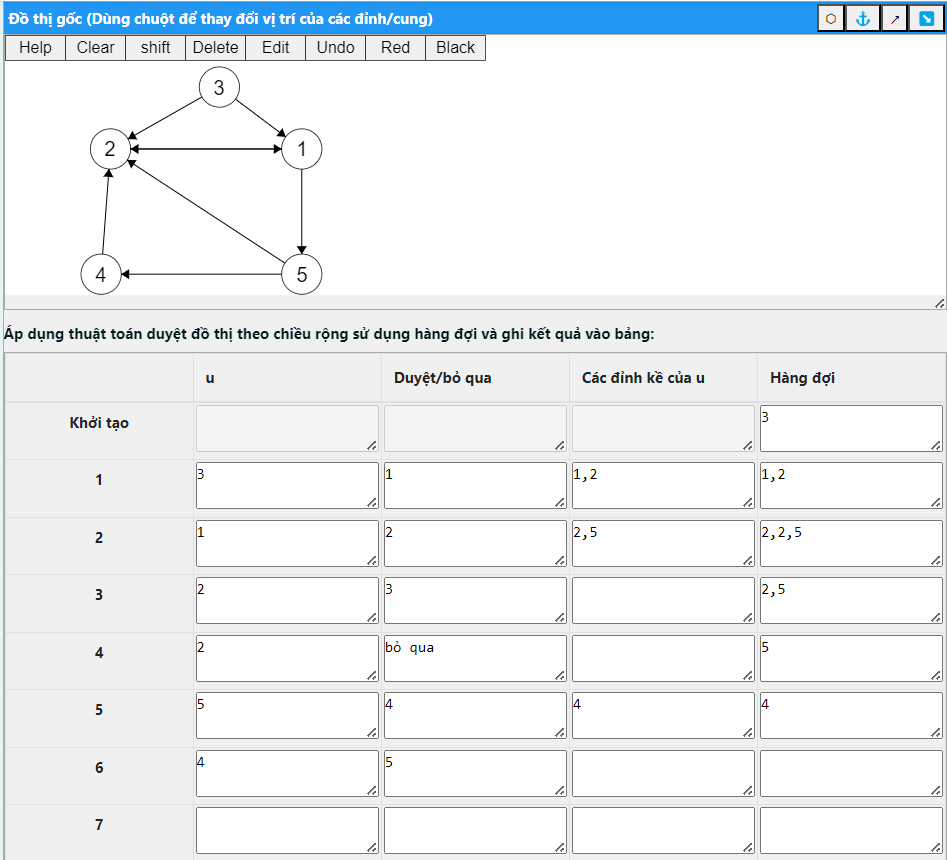 Đồ thị gốc (Dùng chuột để thay đổi vị trí của các đỉnh/cung)
Help Clear shift Delete Edit Undo Red Black
3
2 1
4 5
Áp dụng thuật toán duyệt đồ thị theo chiều rộng sử dụng hàng đợi và ghi kết quả vào bảng:
u Duyệt/bỏ qua Các đỉnh kề của u Hàng đợi
Khởi tạo 3
1 3 1 1,2 1,2
2 1 2 2,5 2,2,5
3 2 3 2,5
4 2 bỏ qua 5
5 5 4 4 4
6 4 5
7